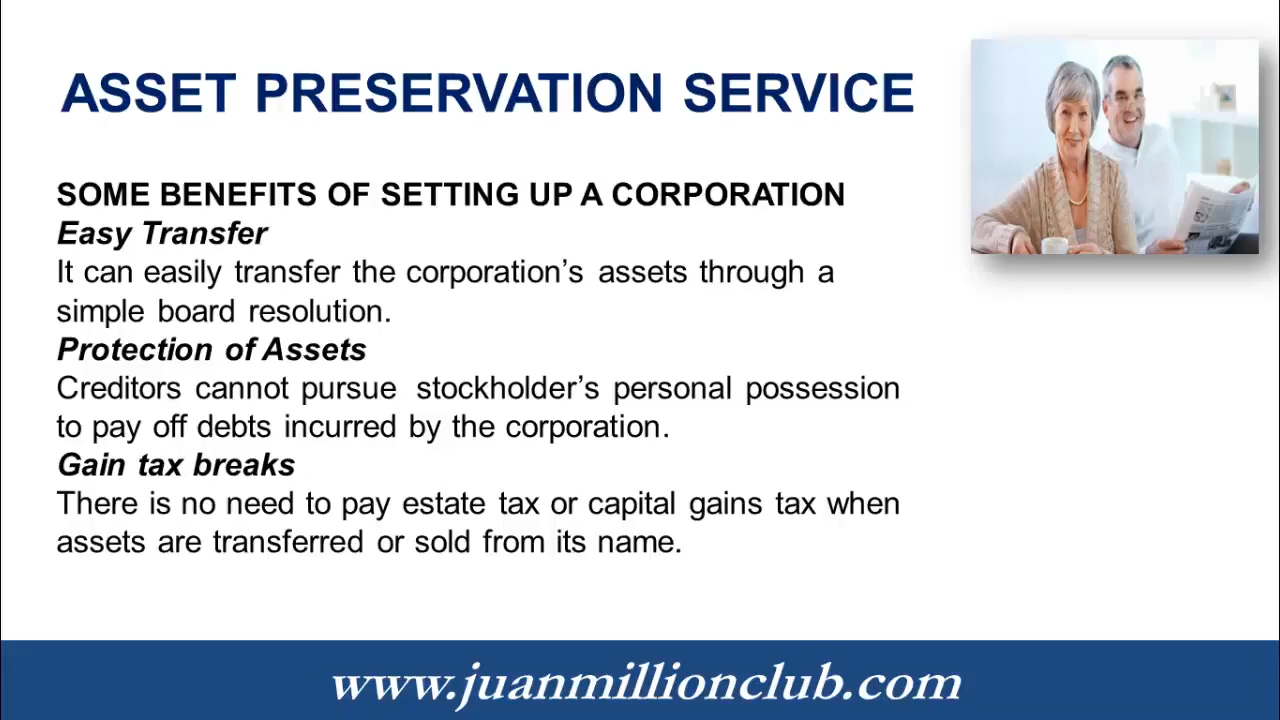 ASSET PRESERVATION SERVICE
SOME BENEFITS OF SETTING UP A CORPORATION
Easy Transfer
It can easily transfer the corporation's assets through a
simple board resolution.
Protection of Assets
Creditors cannot pursue stockholder's personal possession
to pay off debts incurred by the corporation.
Gain tax breaks
There is no need to pay estate tax or capital gains tax when
assets are transferred or sold from its name.
www.juanmillionclub.com